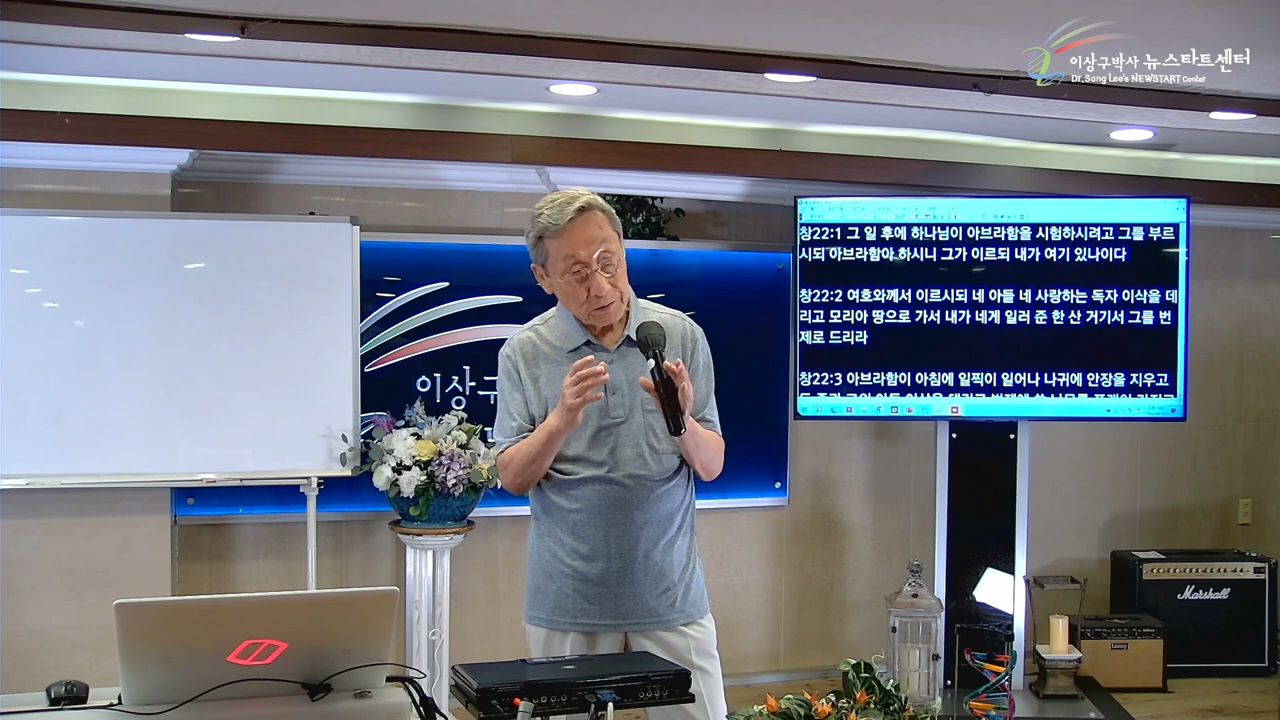 이상구박사 뉴스타트센터
Dr. Sang Lee's NEWSTART Center
창22:1 그 일 후에 하나님이 아브라함을 시험하시려고 그를 부르
시되 아브라함아 하시니 그가 이르되 내가 여기 있나이다
창22:2 여호와께서 이르시되 네 아들 네 사랑하는 독자 이삭을 데
리고 모리아 땅으로 가서 내가 네게 일러 준 한 산 거기서 그를 번
제로 드리라
창22:3 아브라함이 아침에 일찍이 일어나 나귀에 안장을 지우고
이상구
Marshall
Laney